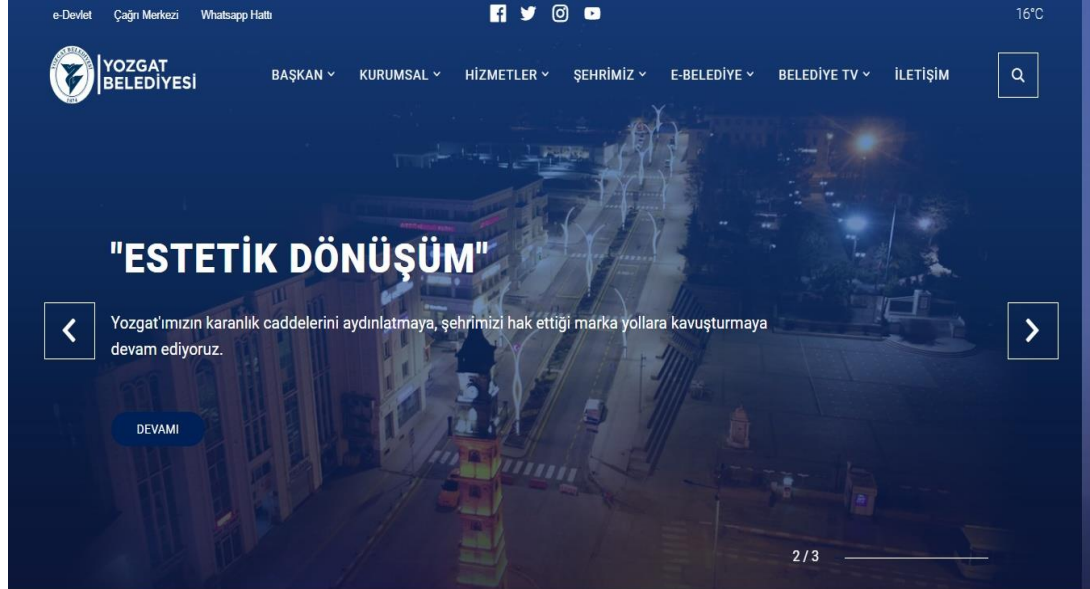 e-Devlet Çağrı Merkezi Whatsapp Hattı 16°C
YOZGAT
BELEDİYESİ
BAŞKAN KURUMSAL HİZMETLER ŞEHRİMİZ E-BELEDİYE BELEDİYE TV İLETİŞİM
"ESTETİK DÖNÜŞÜM"
Yozgat'ımızın karanlık caddelerini aydınlatmaya, şehrimizi hak ettiği marka yollara kavuşturmaya
devam ediyoruz.
DEVAMI
2/3